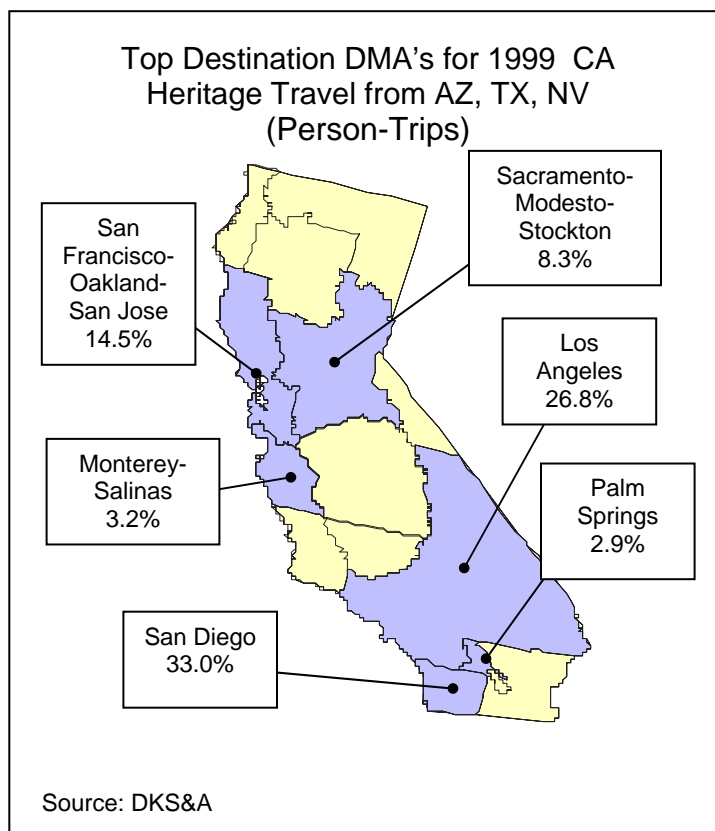 Top Destination DMA's for 1999 CA
Heritage Travel from AZ, TX, NV
(Person-Trips)
Sacramento-
Modesto-
Stockton
8.3%
San
Francisco-
Oakland-
San Jose
14.5%
Los
Angeles
26.8%
Monterey-
Salinas
3.2%
Palm
Springs
2.9%
San Diego
33.0%
Source: DKS&A